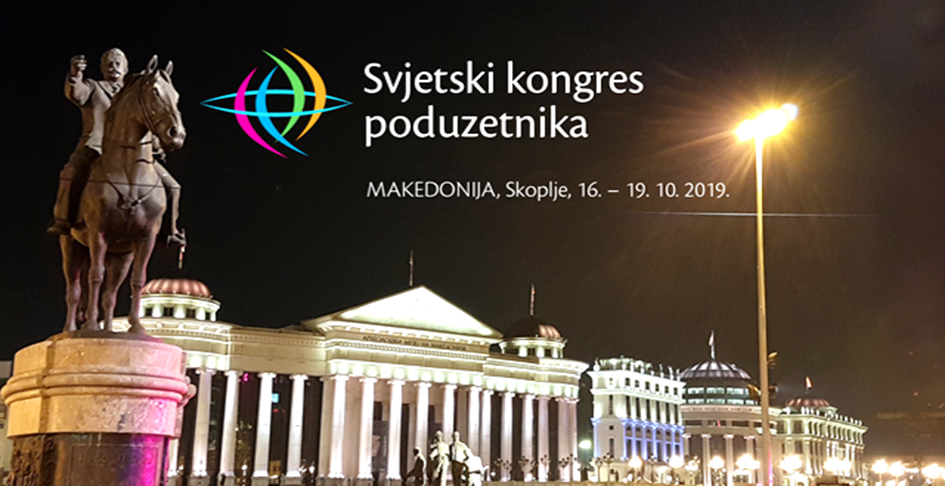 Svjetski kongres
poduzetnika
MAKEDONIJA, Skoplje, 16. – 19. 10. 2019.